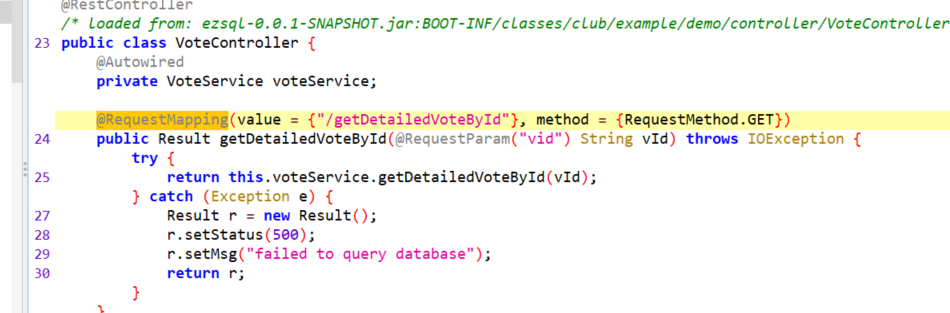 @RestController
/* loaded from: ezsql-0.0.1-SNAPSHOT.jar:BOOT-INF/classes/club/example/demo/controller/VoteController
23 public class VoteController {
@Autowired
private VoteService voteService;
@RequestMapping(value = {"/getDetailedVoteById"}, method = {RequestMethod.GET})
24 public Result getDetailedVoteById(@RequestParam("vid") String vId) throws IOException {
try {
25 return this.voteService.getDetailedVoteById(vId);
} catch (Exception e) {
27 Result r = new Result();
28 r.setStatus(500);
29 r.setMsg("failed to query database");
30 return r;
}
}